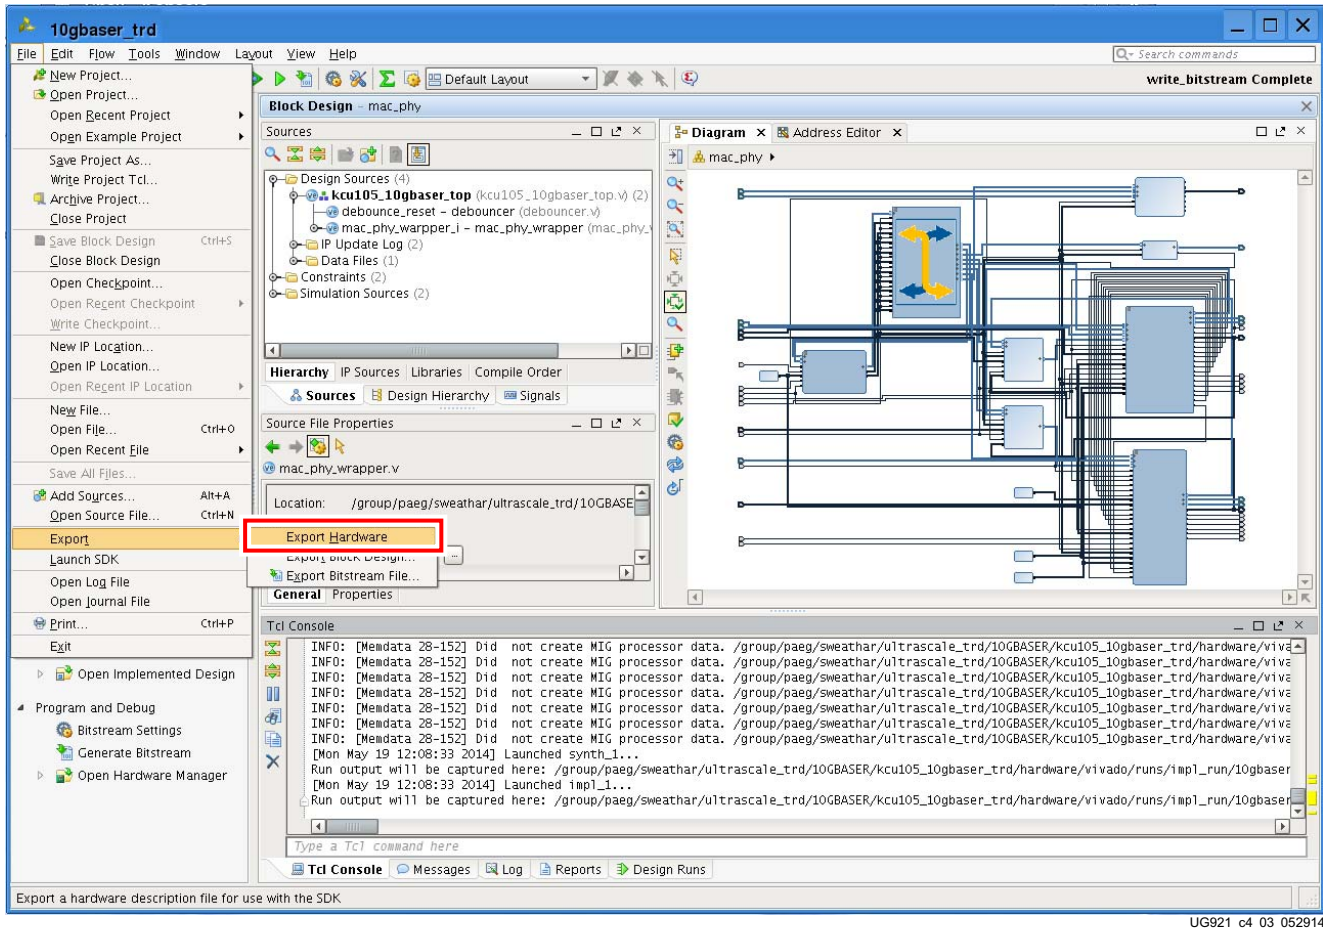 10gbaser_trd
File Edit Flow Tools Window Layout View Help
Search commands
New Project...
Open Project...
Open Recent Project
Open Example Project
Save Project As...
Write Project Tcl...
Archive Project...
Close Project
Save Block Design Ctrl+S
Close Block Design
Open Checkpoint...
Open Recent Checkpoint
Write Checkpoint...
New IP Location...
Open IP Location...
Open Recent IP Location
New File...
Open File... Ctrl+O
Open Recent File
Save All Files...
Add Sources... Alt+A
Open Source File... Ctrl+N
Export
Launch SDK
Open Log File
Open Journal File
Print... Ctrl+P
Exit
Export Hardware
Export Block Design...
Export Bitstream File...
Open Implemented Design
Program and Debug
Bitstream Settings
Generate Bitstream
Open Hardware Manager
Default Layout
write_bitstream Complete
Block Design - mac_phy
Sources
Design Sources (4)
kcu105_10gbaser_top (kcu105_10gbaser_top.v) (2)
debounce_reset - debouncer (debouncer.v)
mac_phy_warpper_i - mac_phy_wrapper (mac_phy_
IP Update Log (2)
Data Files (1)
Constraints (2)
Simulation Sources (2)
Hierarchy IP Sources Libraries Compile Order
Sources Design Hierarchy Signals
Source File Properties
mac_phy_wrapper.v
Location: /group/paeg/sweathar/ultrascale_trd/10GBASE
General Properties
Diagram Address Editor
mac_phy
Tcl Console
INFO: [Memdata 28-152] Did not create MIG processor data. /group/paeg/sweathar/ultrascale_trd/10GBASER/kcu105_10gbaser_trd/hardware/viva
INFO: [Memdata 28-152] Did not create MIG processor data. /group/paeg/sweathar/ultrascale_trd/10GBASER/kcu105_10gbaser_trd/hardware/viva
INFO: [Memdata 28-152] Did not create MIG processor data. /group/paeg/sweathar/ultrascale_trd/10GBASER/kcu105_10gbaser_trd/hardware/viva
INFO: [Memdata 28-152] Did not create MIG processor data. /group/paeg/sweathar/ultrascale_trd/10GBASER/kcu105_10gbaser_trd/hardware/viva
INFO: [Memdata 28-152] Did not create MIG processor data. /group/paeg/sweathar/ultrascale_trd/10GBASER/kcu105_10gbaser_trd/hardware/viva
INFO: [Memdata 28-152] Did not create MIG processor data. /group/paeg/sweathar/ultrascale_trd/10GBASER/kcu105_10gbaser_trd/hardware/viva
INFO: [Memdata 28-152] Did not create MIG processor data. /group/paeg/sweathar/ultrascale_trd/10GBASER/kcu105_10gbaser_trd/hardware/viva
[Mon May 19 12:08:33 2014] Launched synth_1...
Run output will be captured here: /group/paeg/sweathar/ultrascale_trd/10GBASER/kcu105_10gbaser_trd/hardware/vivado/runs/impl_run/10gbaser
[Mon May 19 12:08:33 2014] Launched impl_1...
Run output will be captured here: /group/paeg/sweathar/ultrascale_trd/10GBASER/kcu105_10gbaser_trd/hardware/vivado/runs/impl_run/10gbaser
Type a Tcl command here
Tcl Console Messages Log Reports Design Runs
Export a hardware description file for use with the SDK
UG921_c4_03_052914